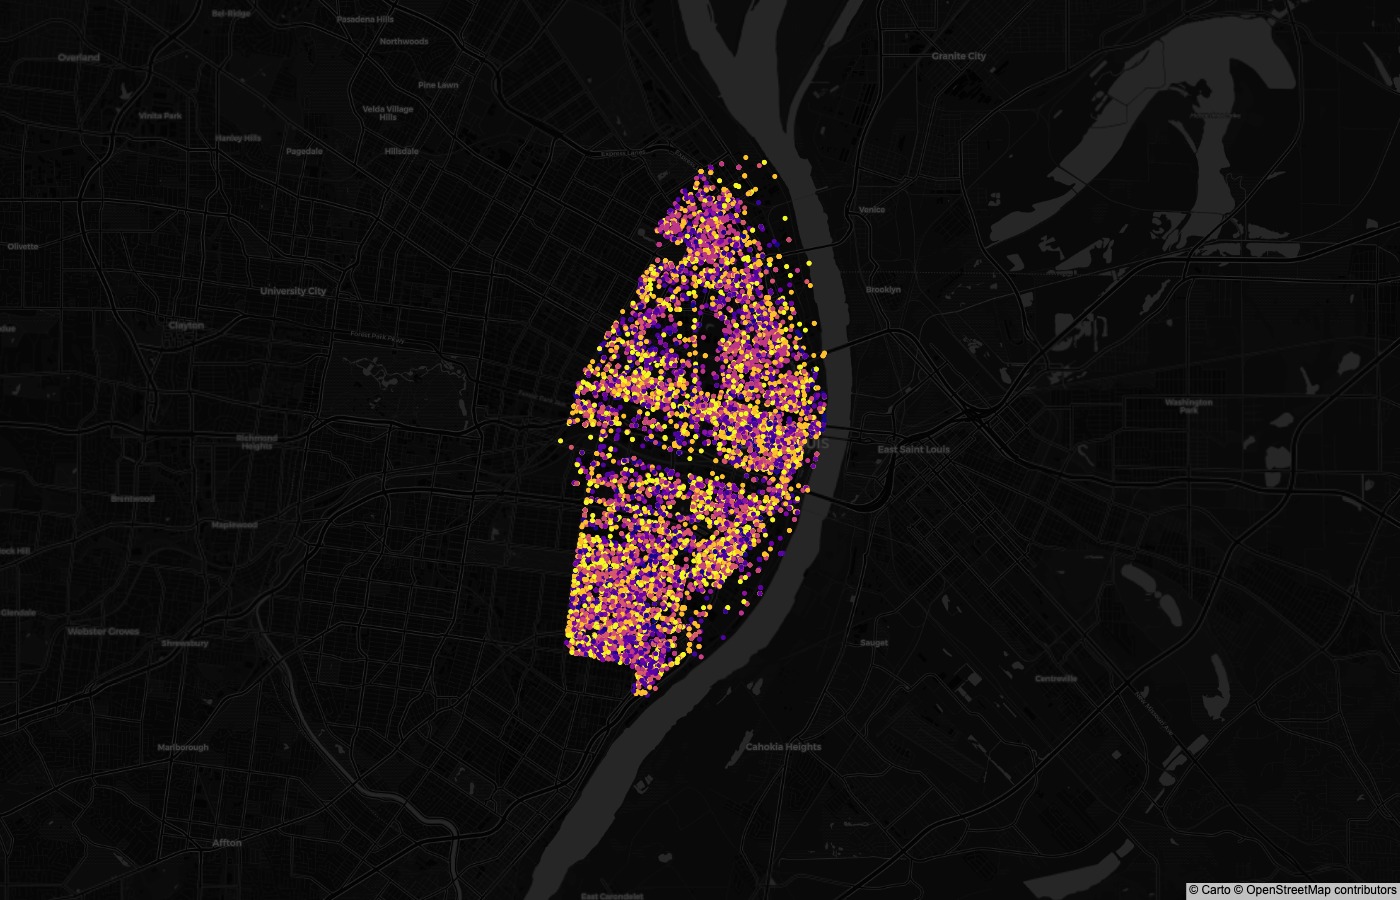 Bel-Ridge
Pasadena Hills
Northwoods
Overland
Granite City
Pine Lawn
Velda Village
Hills
Vinita Park
Hanley Hills
Pagedale
Hillsdale
Venice
Olivette
University City
Brooklyn
Clayton
Forest Park Pkwy
Washington
Park
Richmond
Heights
East Saint Louis
Brentwood
Maplewood
Glendale
Webster Groves
Shrewsbury
Sauget
Centreville
Marlborough
Cahokia Heights
Affton
East Carondelet
© Carto © OpenStreetMap contributors